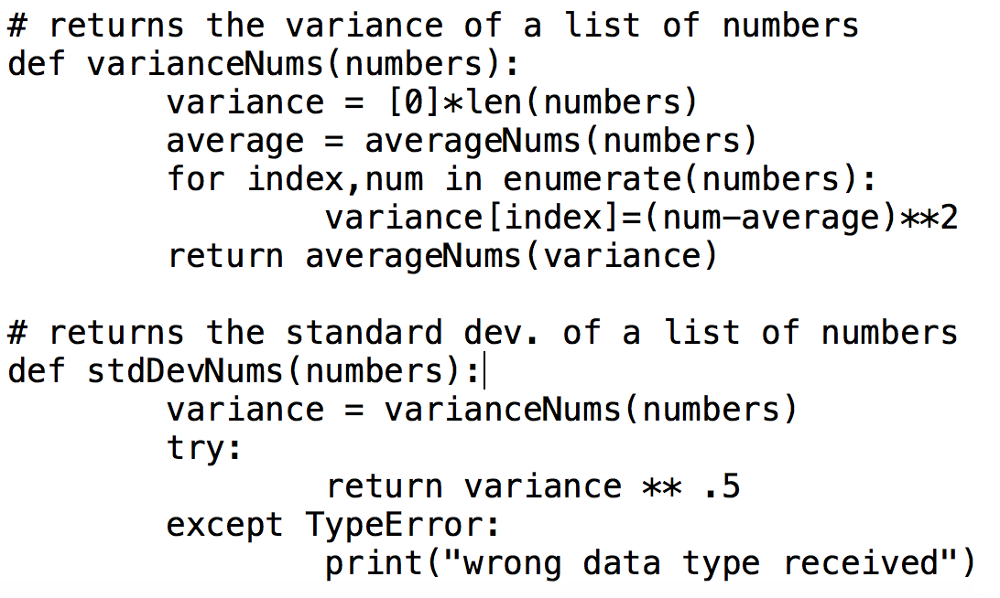 # returns the variance of a list of numbers
def varianceNums(numbers):
        variance = [0]*len(numbers)
        average = averageNums(numbers)
        for index,num in enumerate(numbers):
                variance[index]=(num-average)**2
        return averageNums(variance)

# returns the standard dev. of a list of numbers
def stdDevNums(numbers):
        variance = varianceNums(numbers)
        try:
                return variance ** .5
        except TypeError:
                print("wrong data type received")